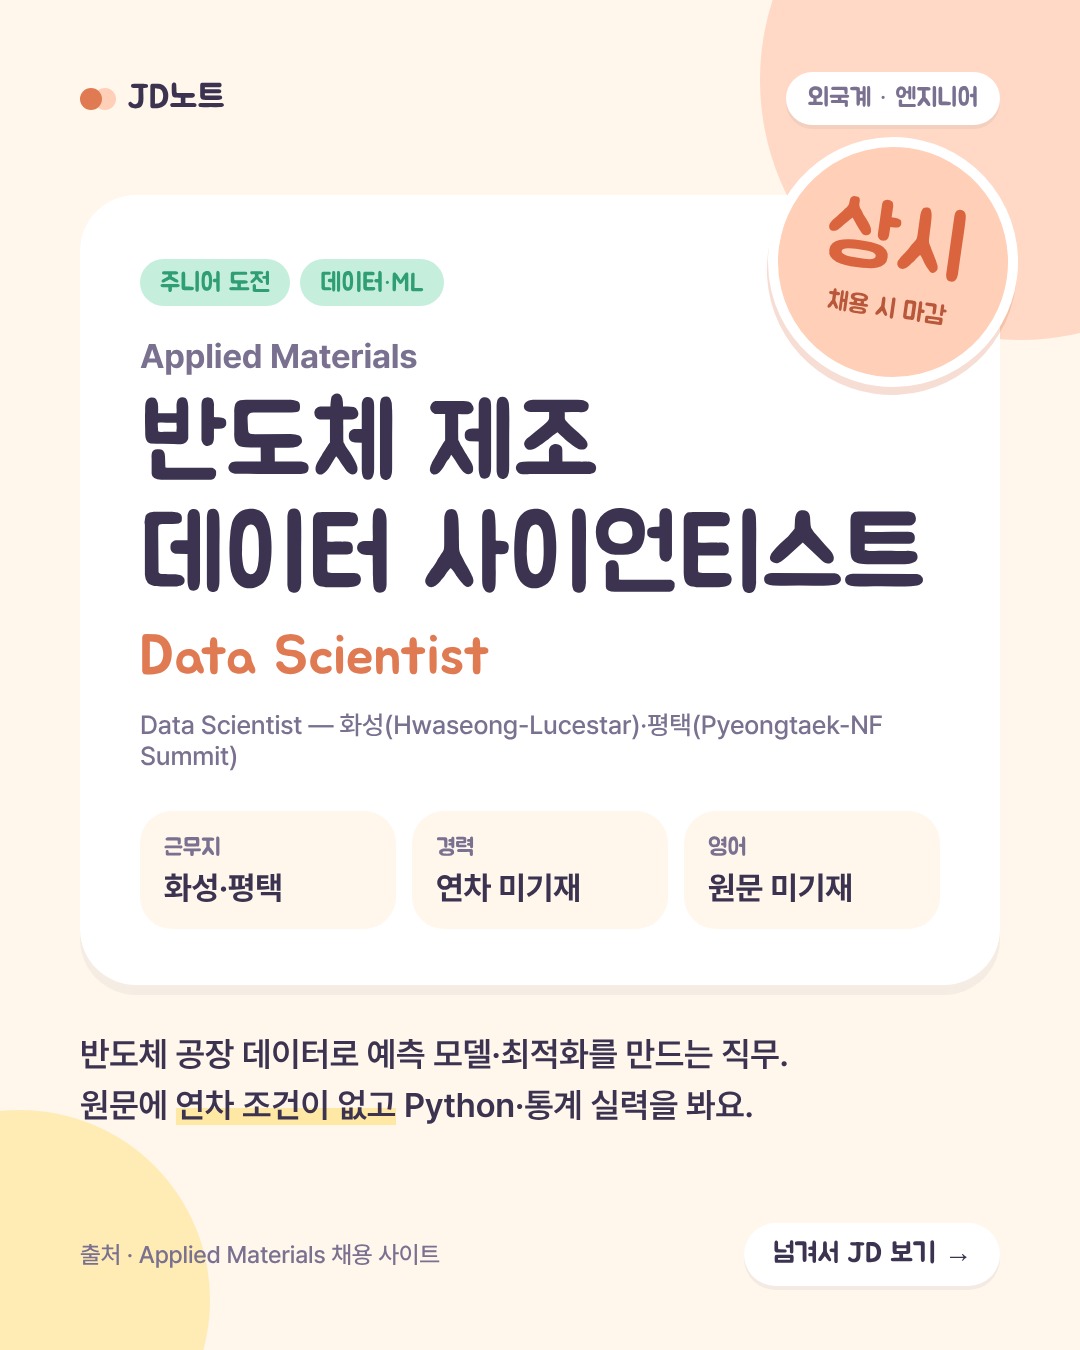 JD노트
외국계 · 엔지니어
상시
채용 시 마감
주니어 도전
데이터·ML
Applied Materials
반도체 제조
데이터 사이언티스트
Data Scientist
Data Scientist — 화성(Hwaseong-Lucestar)·평택(Pyeongtaek-NF
Summit)
근무지
화성·평택
경력
연차 미기재
영어
원문 미기재
반도체 공장 데이터로 예측 모델·최적화를 만드는 직무.
원문에 연차 조건이 없고 Python·통계 실력을 봐요.
출처 · Applied Materials 채용 사이트
넘겨서 JD 보기 →